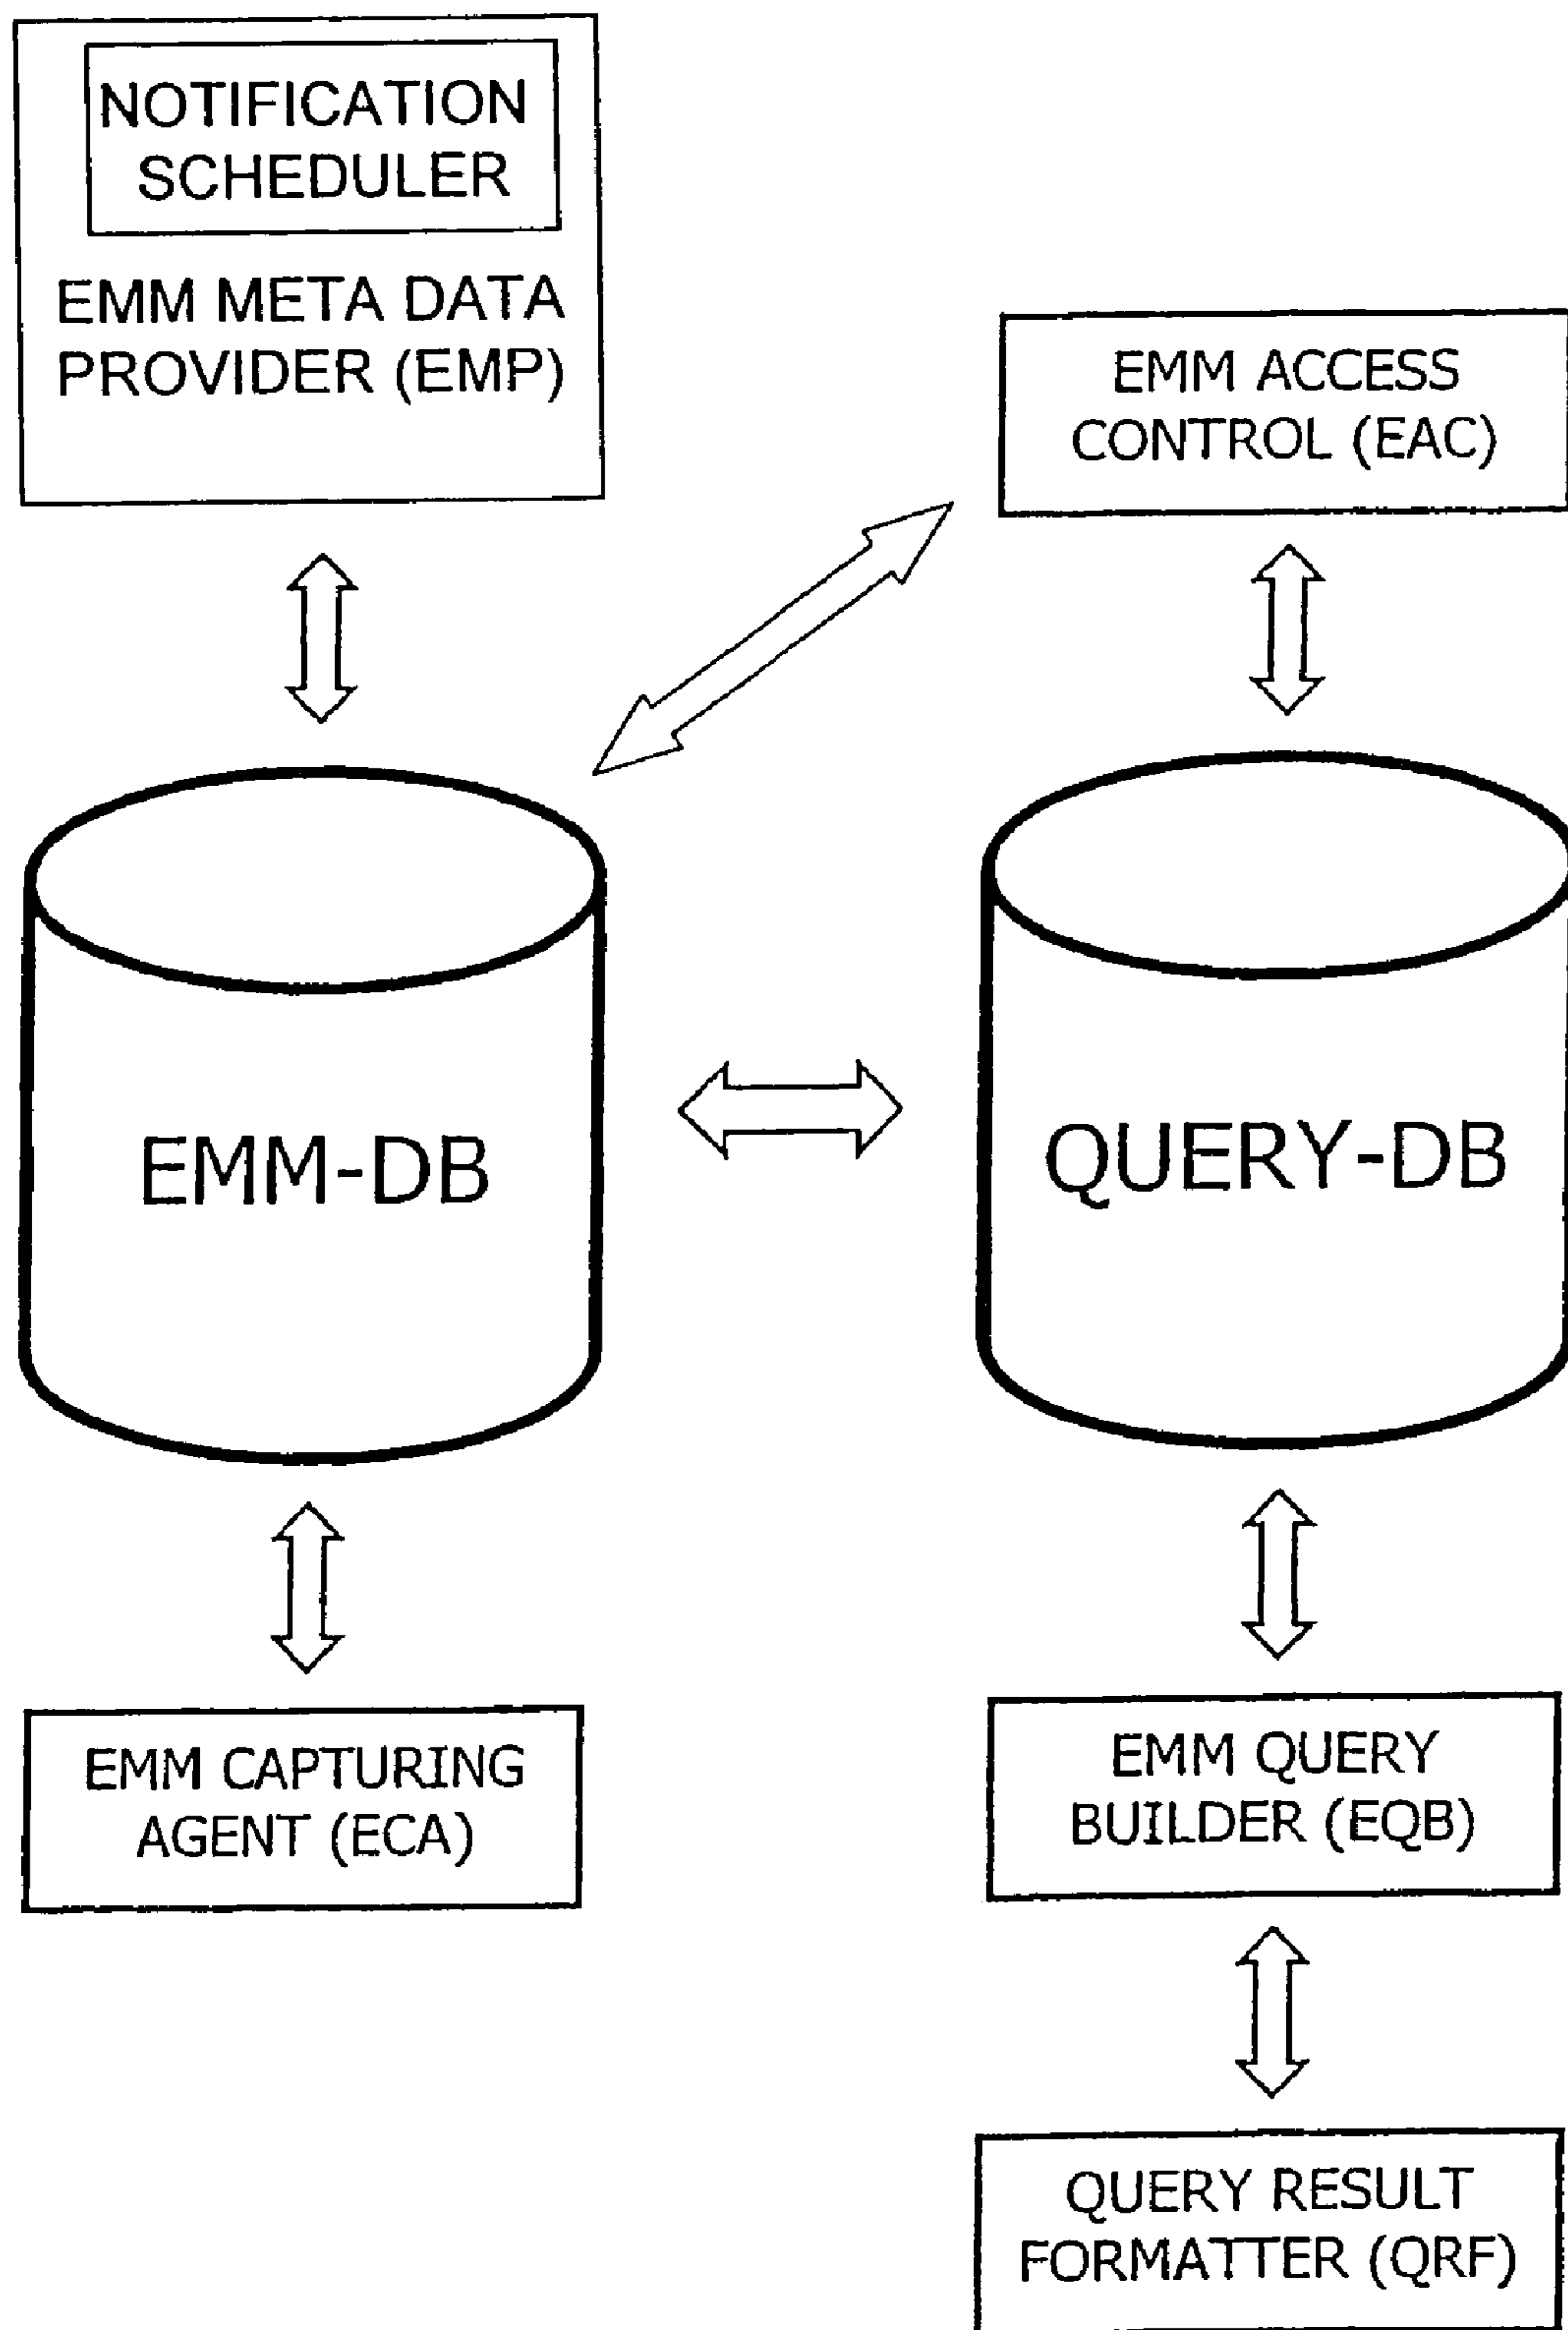 NOTIFICATION
SCHEDULER
EMM META DATA
PROVIDER (EMP)
EMM ACCESS
CONTROL (EAC)
EMM-DB
QUERY-DB
EMM CAPTURING
AGENT (ECA)
EMM QUERY
BUILDER (EQB)
QUERY RESULT
FORMATTER (QRF)